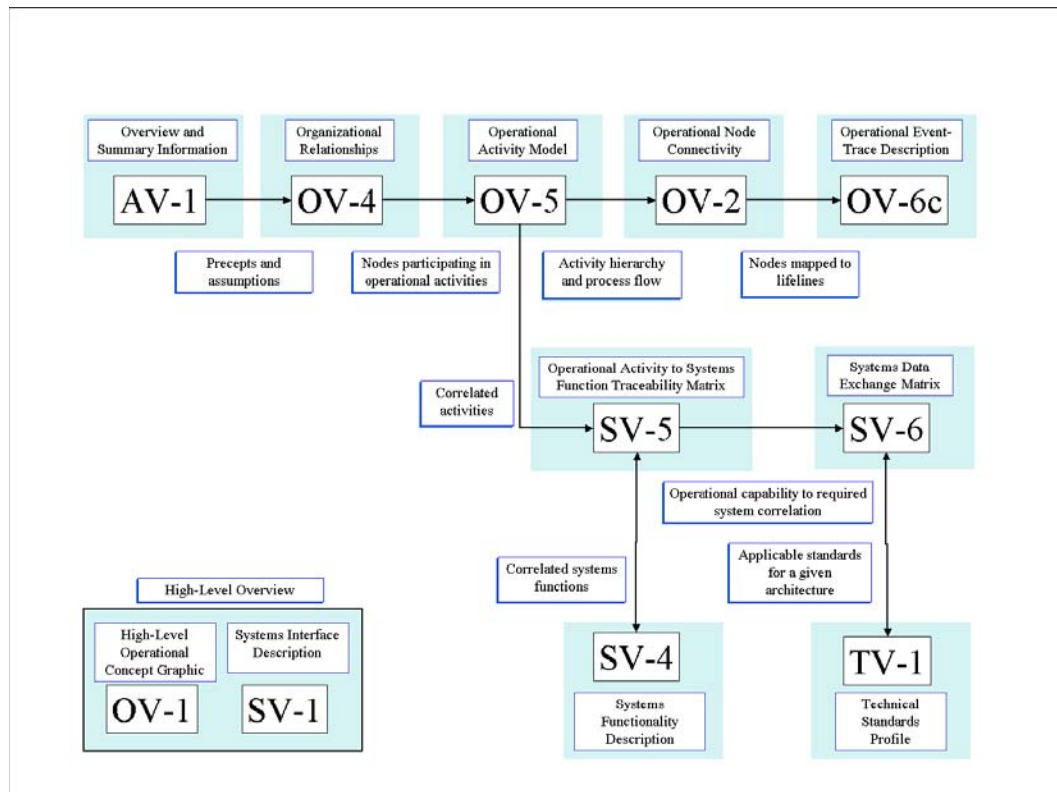 Overview and
Summary Information
Organizational
Relationships
Operational
Activity Model
Operational Node
Connectivity
Operational Event-
Trace Description
AV-1
OV-4
OV-5
OV-2
OV-6c
Precepts and
assumptions
Nodes participating in
operational activities
Activity hierarchy
and process flow
Nodes mapped to
lifelines
Operational Activity to Systems
Function Traceability Matrix
Systems Data
Exchange Matrix
Correlated
activities
SV-5
SV-6
Operational capability to required
system correlation
Correlated systems
functions
Applicable standards
for a given
architecture
High-Level Overview
High-Level
Operational
Concept Graphic
Systems Interface
Description
OV-1
SV-1
SV-4
TV-1
Systems
Functionality
Description
Technical
Standards
Profile